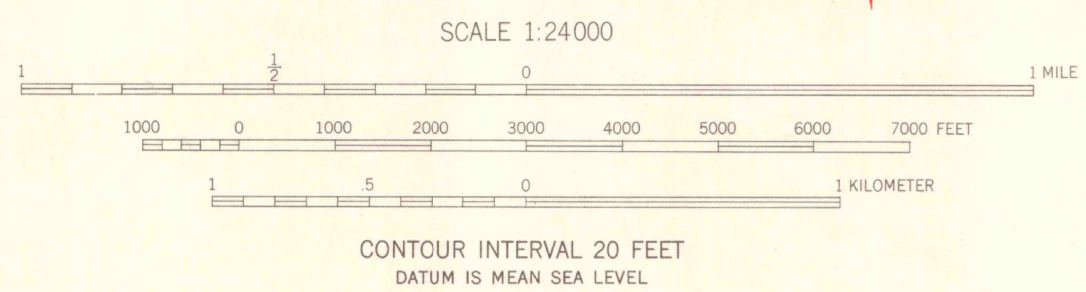 SCALE 1:24000
1 1/2 0 1 MILE
1000 0 1000 2000 3000 4000 5000 6000 7000 FEET
1 .5 0 1 KILOMETER
CONTOUR INTERVAL 20 FEET
DATUM IS MEAN SEA LEVEL